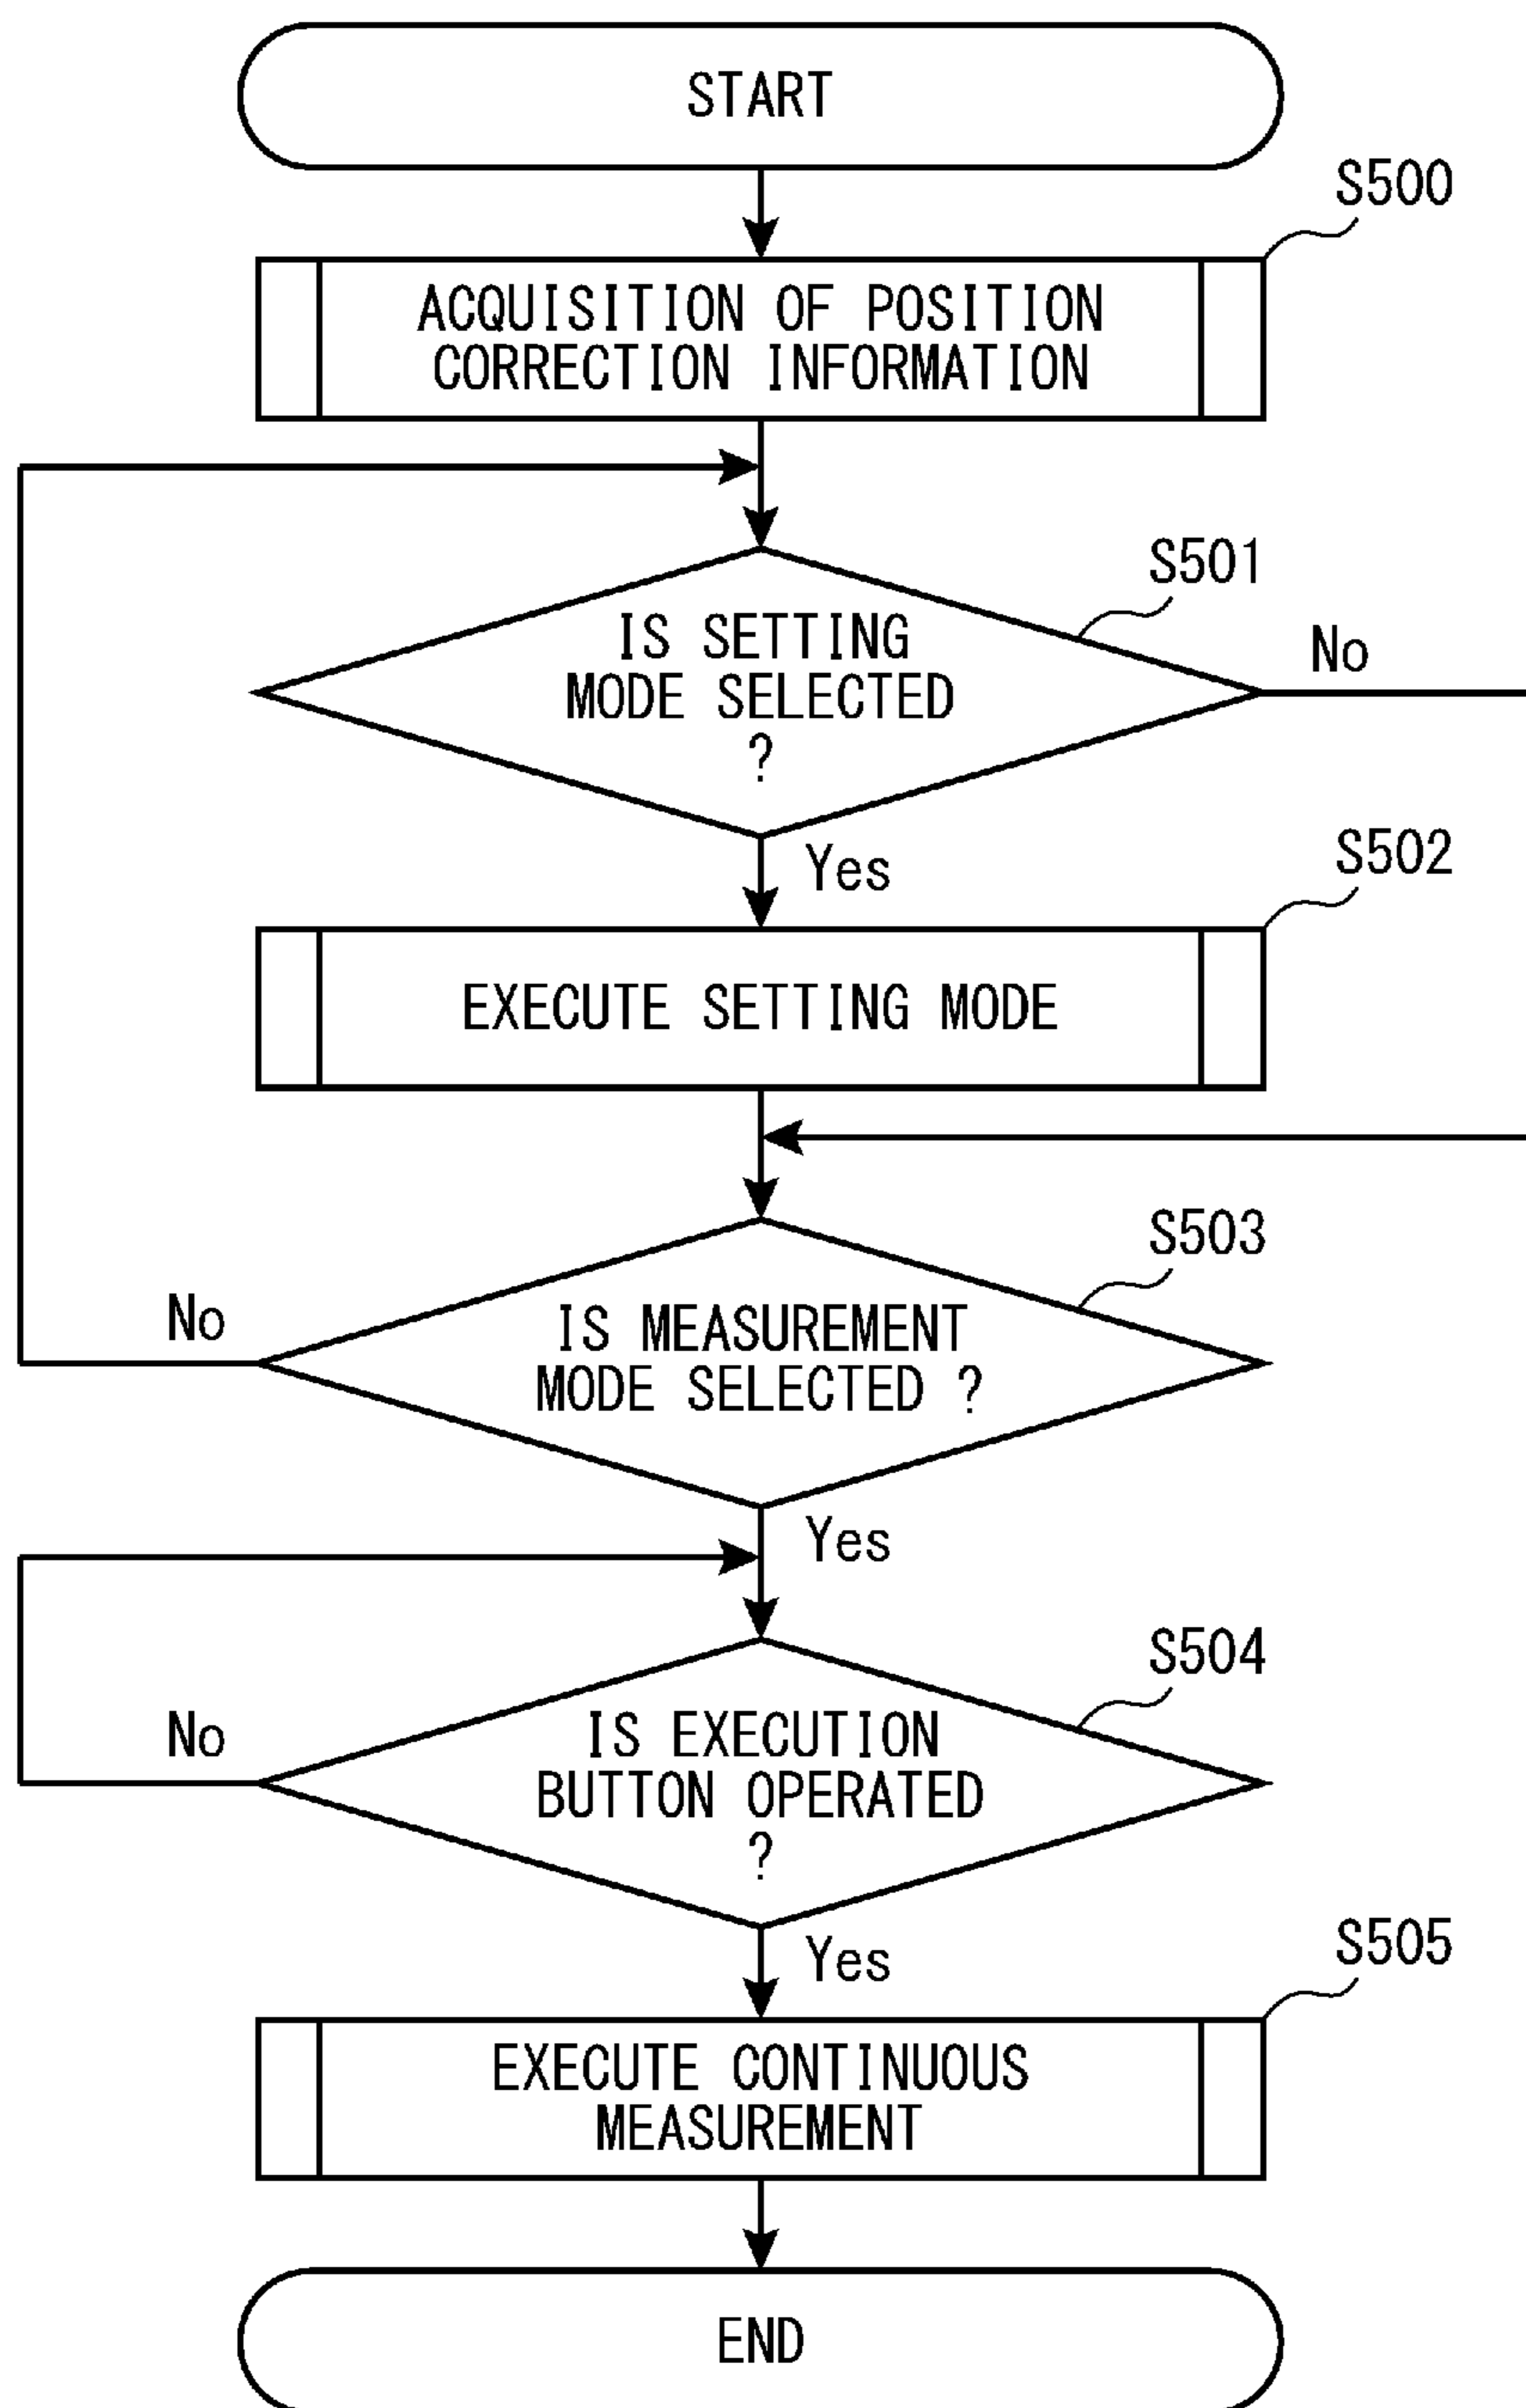 START
S500
ACQUISITION OF POSITION
CORRECTION INFORMATION
S501
IS SETTING
MODE SELECTED
?
No
Yes
S502
EXECUTE SETTING MODE
S503
IS MEASUREMENT
MODE SELECTED ?
No
Yes
S504
IS EXECUTION
BUTTON OPERATED
?
No
Yes
S505
EXECUTE CONTINUOUS
MEASUREMENT
END